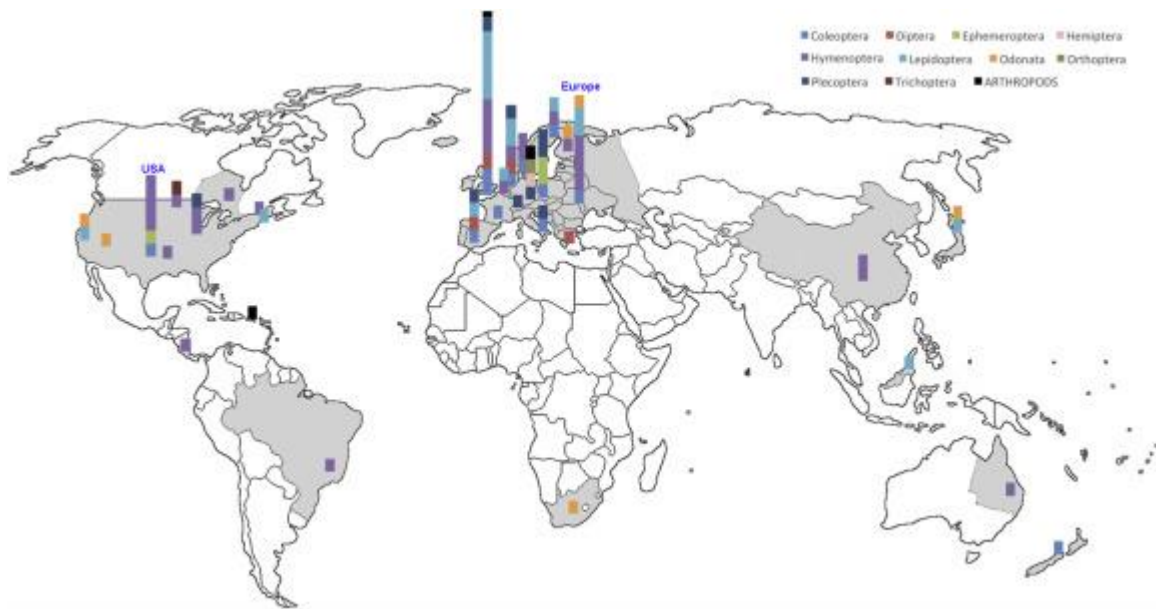 Coleoptera Diptera Ephemeroptera Hemiptera
Hymenoptera Lepidoptera Odonata Orthoptera
Plecoptera Trichoptera ARTHROPODS
Europe
USA